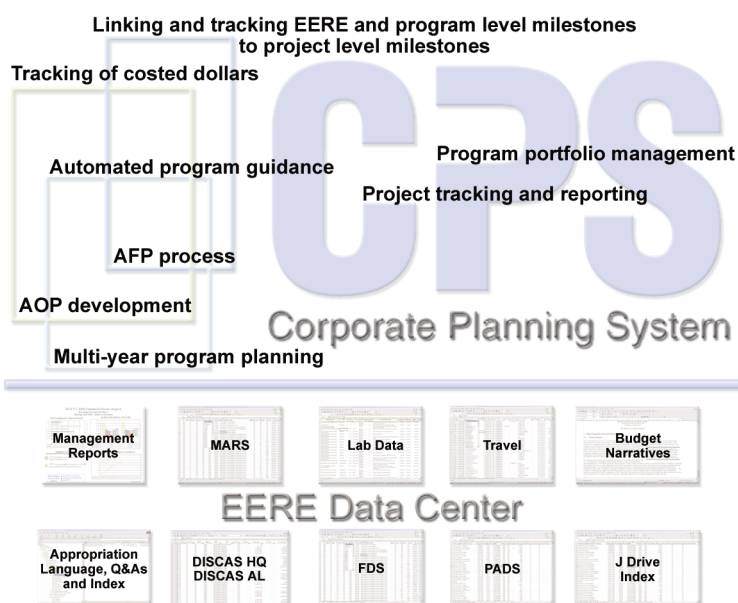 Linking and tracking EERE and program level milestones
to project level milestones
Tracking of costed dollars
CPS
Program portfolio management
Automated program guidance
Project tracking and reporting
AFP process
AOP development
Corporate Planning System
Multi-year program planning
Management
Reports
MARS
Lab Data
Travel
Budget
Narratives
EERE Data Center
Appropriation
Language, Q&As
and Index
DISCAS HQ
DISCAS AL
FDS
PADS
J Drive
Index